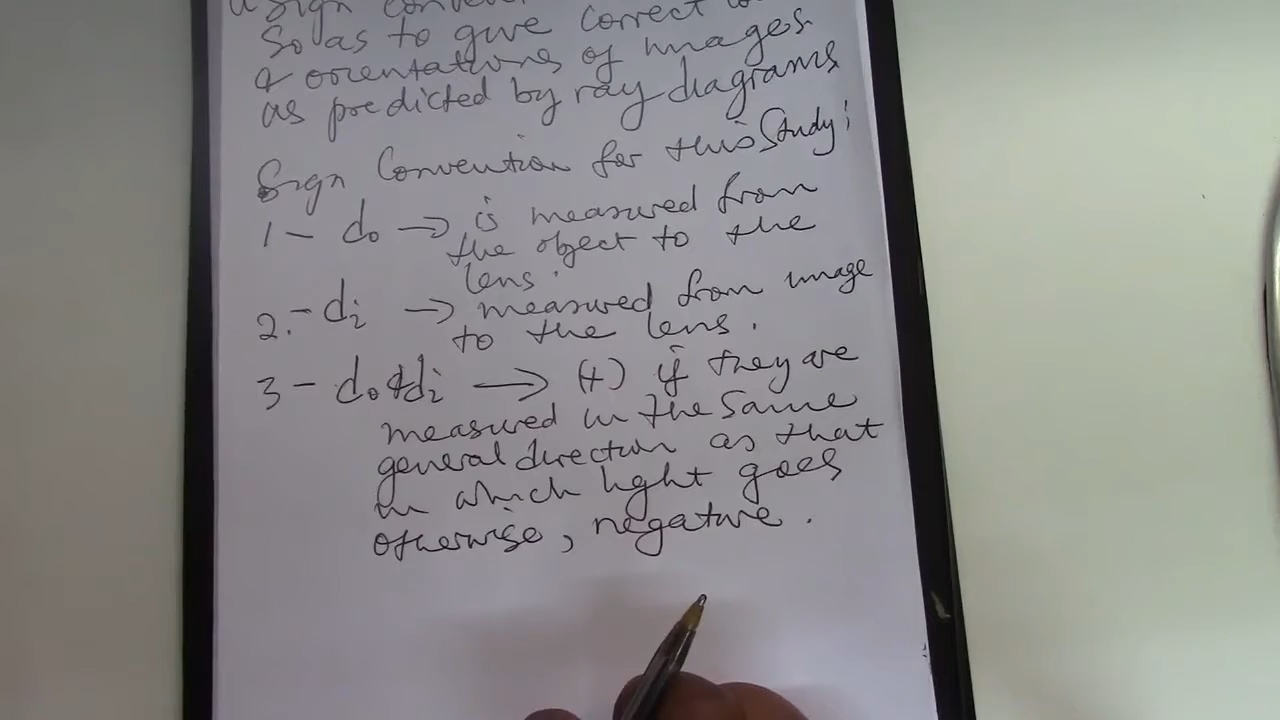 a sign
So as to give correct
& orientations of images
as predicted by ray diagrams
Sign Convention for this Study:
1 - do → is measured from
the object to the
lens.
2. - di → measured from image
to the lens.
3 - do & di → (+) if they are
measured in the same
general direction as that
in which light goes
otherwise, negative.